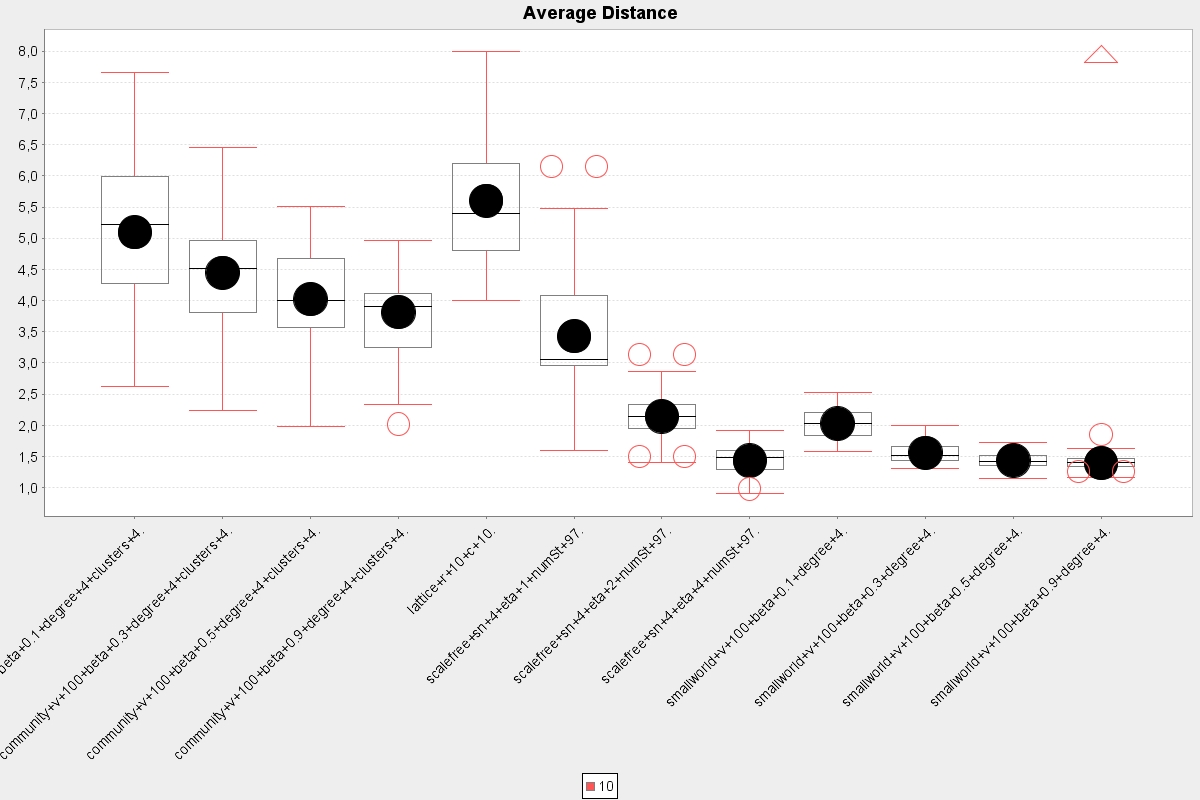 Average Distance
8,0
7,5
7,0
6,5
6,0
5,5
5,0
4,5
4,0
3,5
3,0
2,5
2,0
1,5
1,0
beta+0.1+degree+4+clusters+4.
community+v+100+beta+0.3+degree+4+clusters+4.
community+v+100+beta+0.5+degree+4+clusters+4.
community+v+100+beta+0.9+degree+4+clusters+4.
lattice+r+10+c+10.
scalefree+sn+4+eta+1+numSt+97.
scalefree+sn+4+eta+2+numSt+97.
scalefree+sn+4+eta+4+numSt+97.
smallworld+v+100+beta+0.1+degree+4.
smallworld+v+100+beta+0.3+degree+4.
smallworld+v+100+beta+0.5+degree+4.
smallworld+v+100+beta+0.9+degree+4.
10